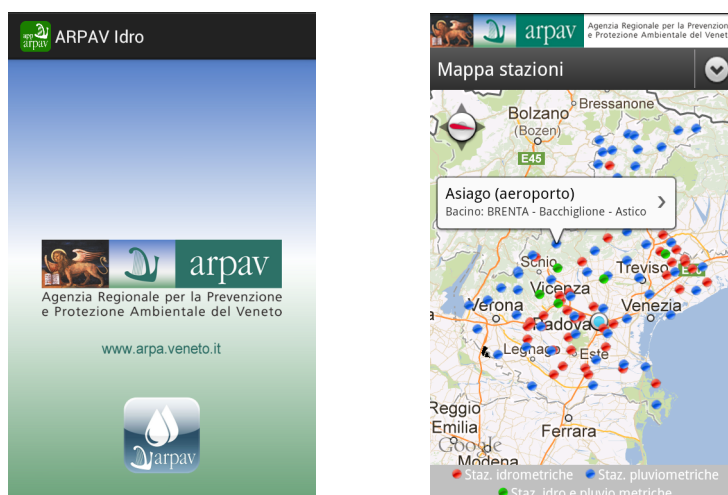 ARPAV Idro
arpav
Agenzia Regionale per la Prevenzione
e Protezione Ambientale del Veneto
www.arpa.veneto.it
arpav
arpav
Agenzia Regionale per la Prevenzion
e Protezione Ambientale del Venet
Mappa stazioni
Bressanone
Bolzano
(Bozen)
E45
Asiago (aeroporto)
Bacino: BRENTA - Bacchiglione - Astico
Schio
Treviso
Vicenza
Verona
Venezia
Padova
Legnago
Este
Reggio
Emilia
Ferrara
Google
Modena
Staz. idrometriche
Staz. pluviometriche
Staz. idro e pluvio metriche